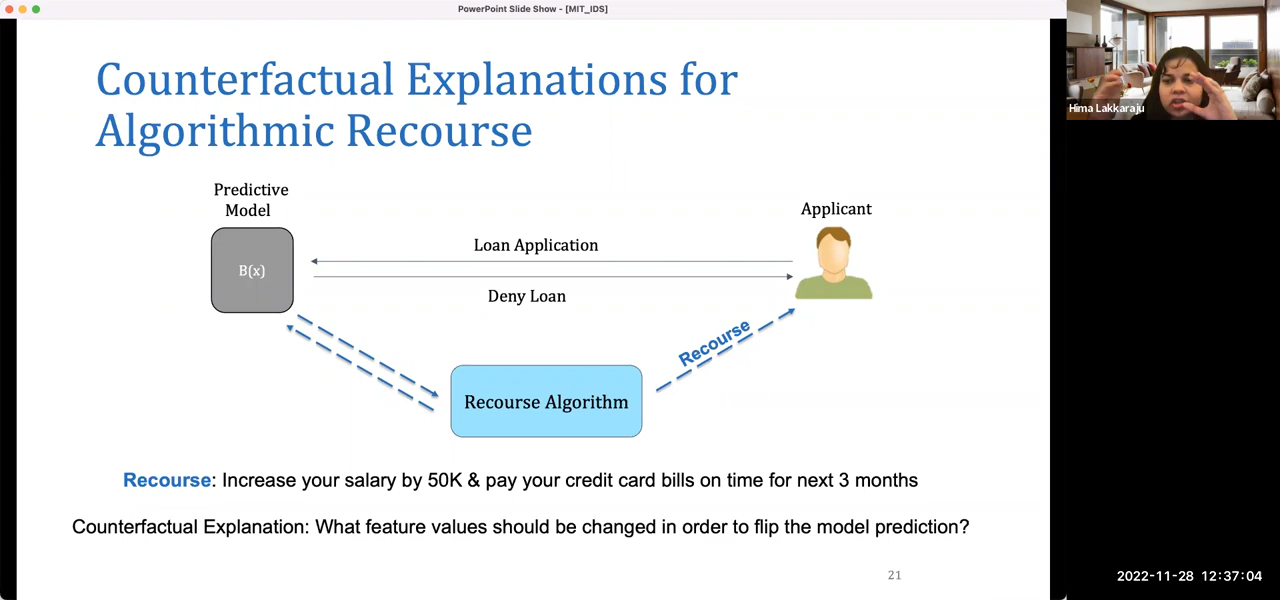 PowerPoint Slide Show - [MIT_IDS]
Counterfactual Explanations for
Algorithmic Recourse
Predictive
Model
B(x)
Loan Application
Deny Loan
Applicant
Recourse
Recourse Algorithm
Recourse: Increase your salary by 50K & pay your credit card bills on time for next 3 months
Counterfactual Explanation: What feature values should be changed in order to flip the model prediction?
21
Hima Lakkaraju
2022-11-28 12:37:04